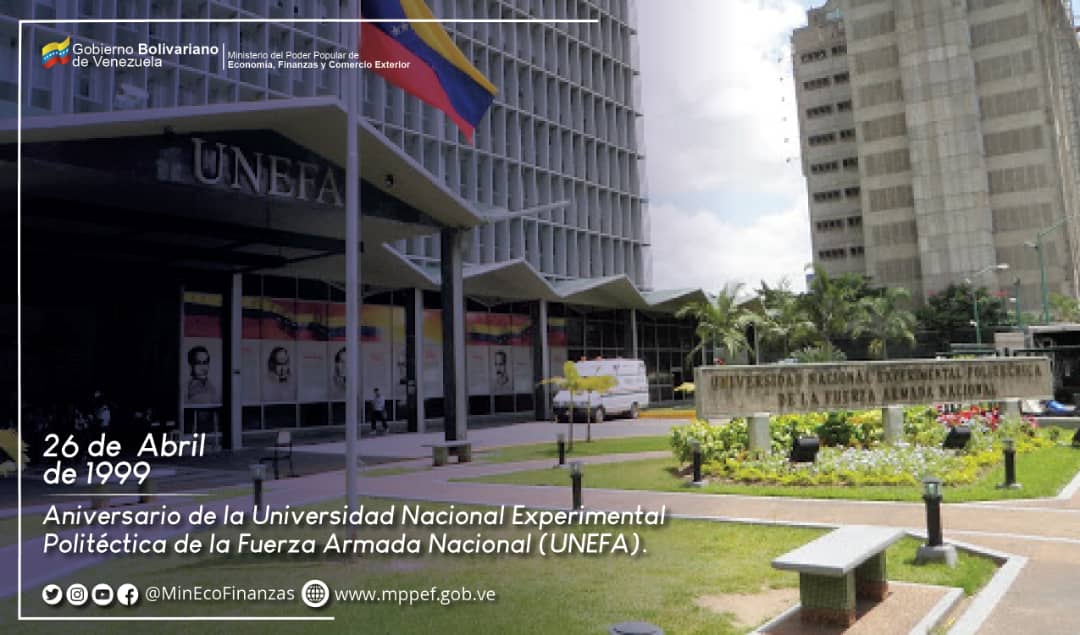 Gobierno Bolivariano
de Venezuela
Ministerio del Poder Popular de
Economía, Finanzas y Comercio Exterior
UNEFA
UNIVERSIDAD NACIONAL EXPERIMENTAL POLITÉCNICA
DE LA FUERZA ARMADA NACIONAL
26 de Abril
de 1999
Aniversario de la Universidad Nacional Experimental
Politéctica de la Fuerza Armada Nacional (UNEFA).
@MinEcoFinanzas www.mppef.gob.ve